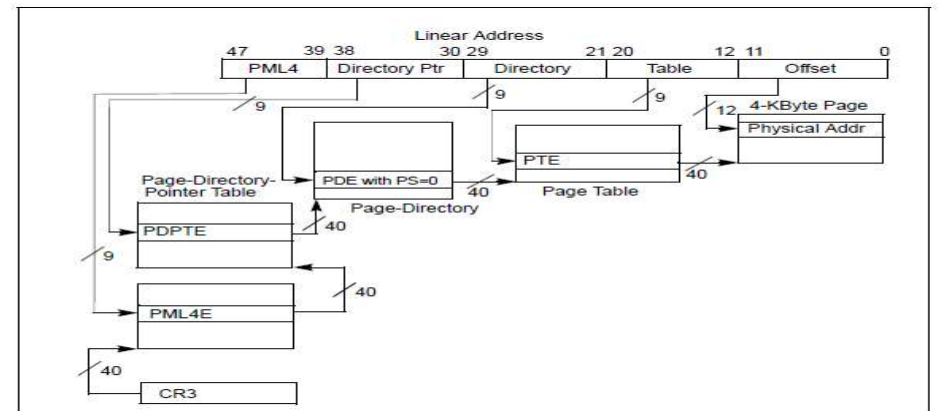 Linear Address
47 39 38 30 29 21 20 12 11 0
PML4 Directory Ptr Directory Table Offset
9 9 9 12 4-KByte Page
Physical Addr
PTE
40
Page Table
PDE with PS=0
40
Page-Directory
Page-Directory-
Pointer Table
PDPTE
40
9
40
PML4E
40
CR3